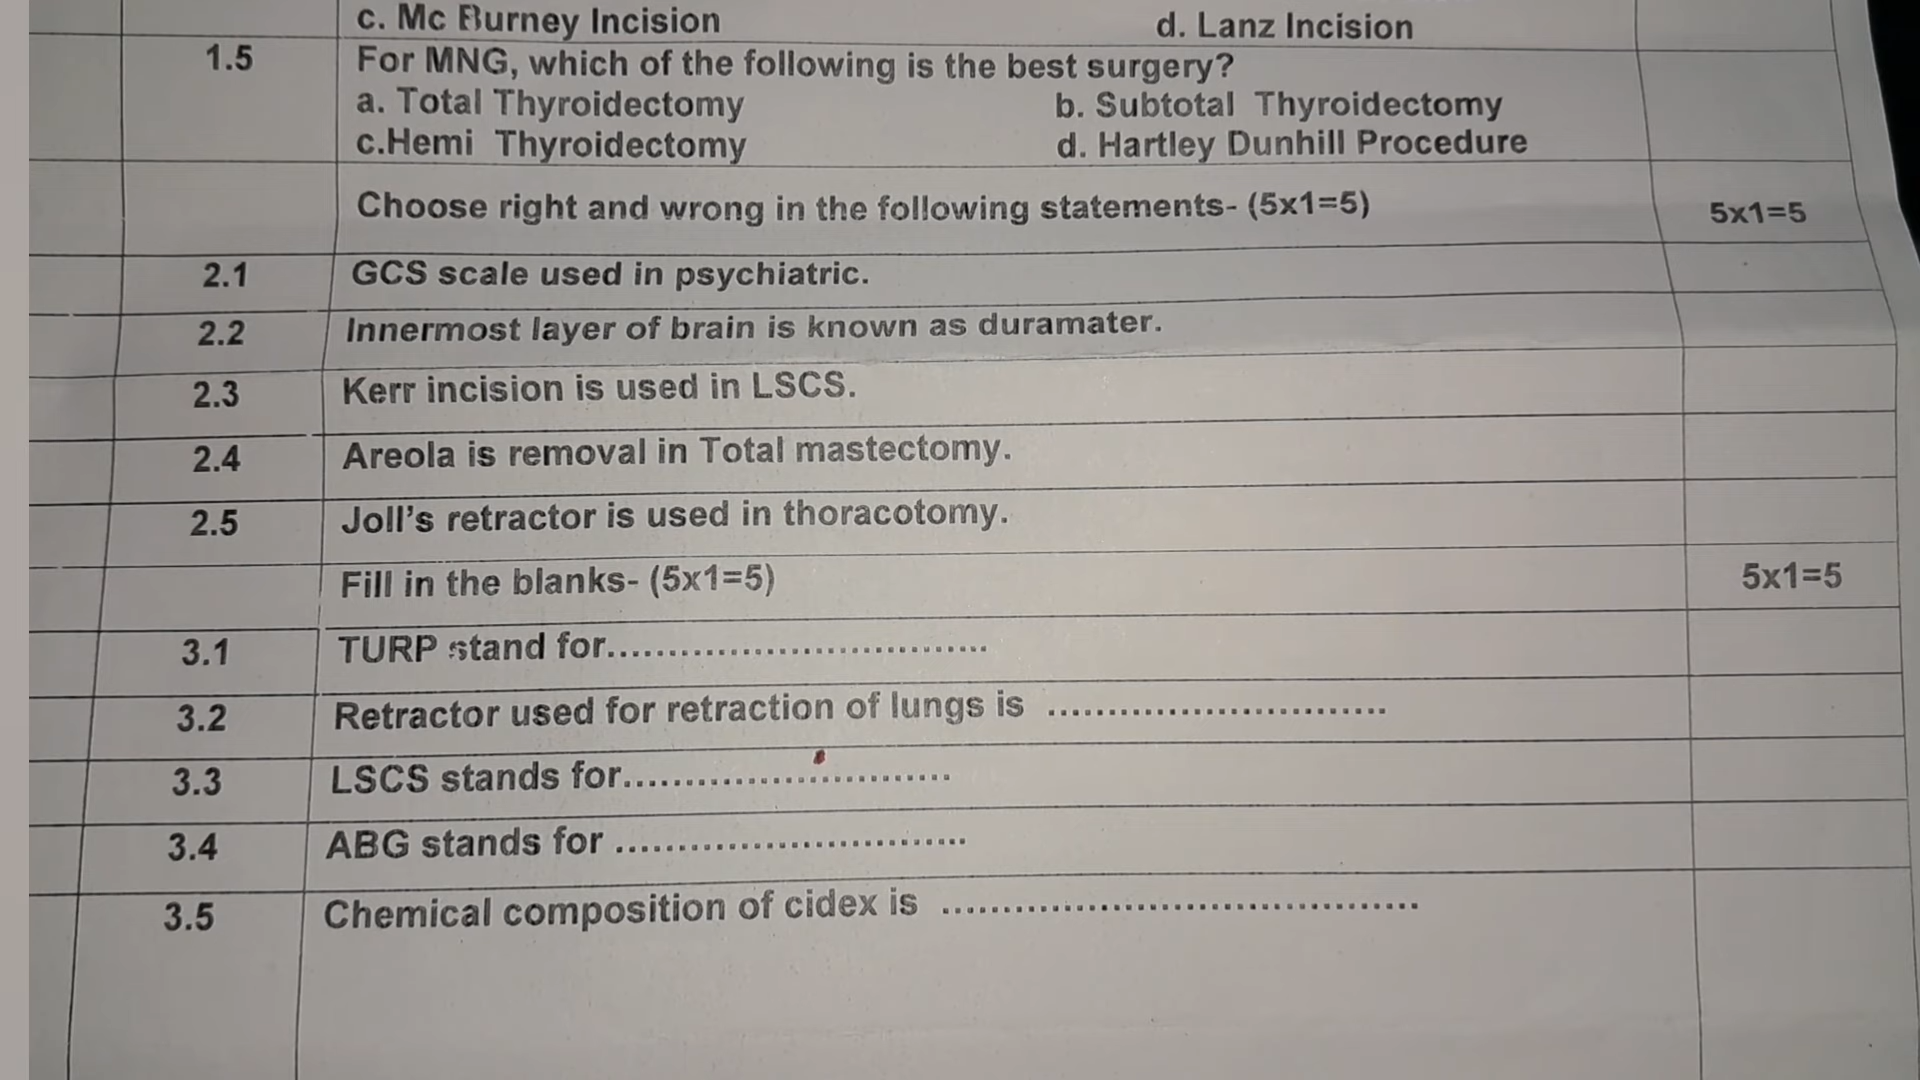 c. Mc Burney Incision d. Lanz Incision
1.5 For MNG, which of the following is the best surgery?
a. Total Thyroidectomy b. Subtotal Thyroidectomy
c.Hemi Thyroidectomy d. Hartley Dunhill Procedure
Choose right and wrong in the following statements- (5x1=5) 5x1=5
2.1 GCS scale used in psychiatric.
2.2 Innermost layer of brain is known as duramater.
2.3 Kerr incision is used in LSCS.
2.4 Areola is removal in Total mastectomy.
2.5 Joll's retractor is used in thoracotomy.
Fill in the blanks- (5x1=5) 5x1=5
3.1 TURP stand for..................................
3.2 Retractor used for retraction of lungs is ............................
3.3 LSCS stands for............................
3.4 ABG stands for .............................
3.5 Chemical composition of cidex is .......................................